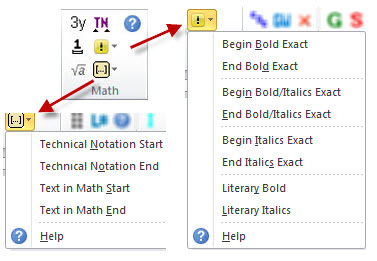 3y TN ?
1 !
√a [...]
Math
!
G S
Begin Bold Exact
End Bold Exact
Begin Bold/Italics Exact
End Bold/Italics Exact
Begin Italics Exact
End Italics Exact
Literary Bold
Literary Italics
? Help
[...]
L# ?
Technical Notation Start
Technical Notation End
Text in Math Start
Text in Math End
? Help